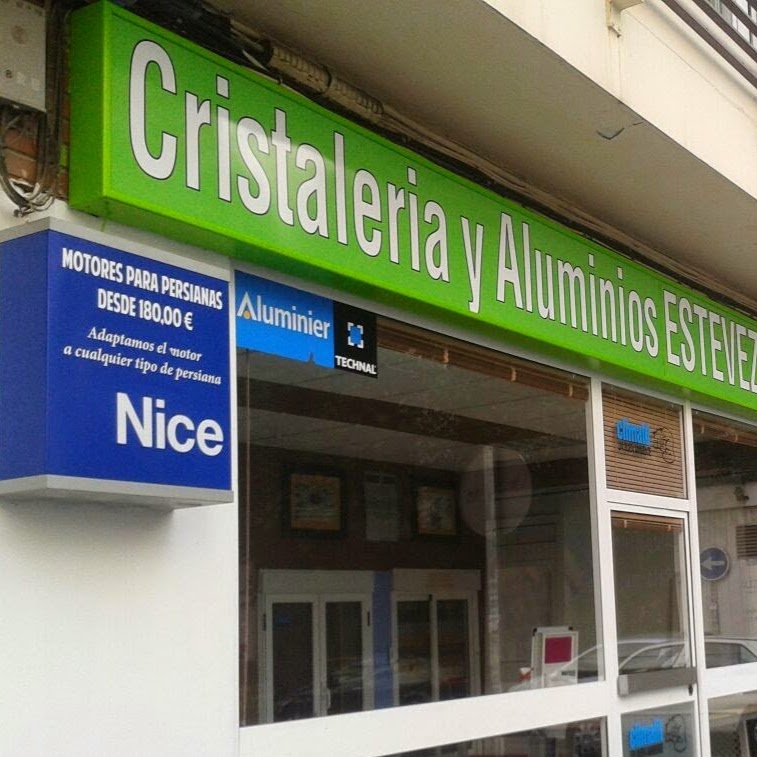 Cristaleria y Aluminios ESTEVEZ
MOTORES PARA PERSIANAS
DESDE 180,00 €
Adaptamos el motor
a cualquier tipo de persiana
Nice
Aluminier
TECHNAL
climalit
climalit